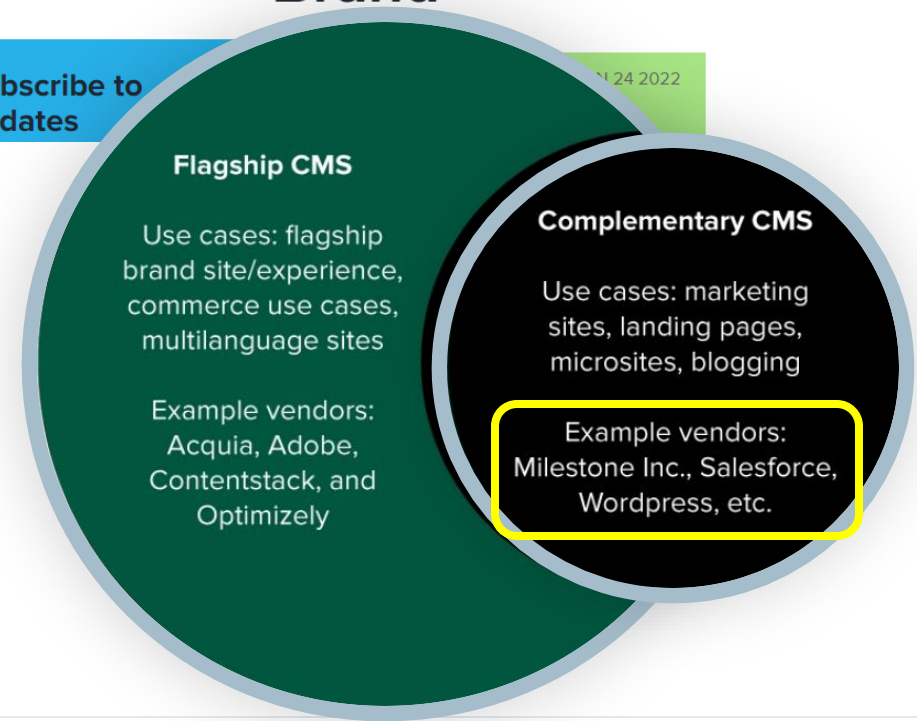 bscribe to
dates
24 2022
Flagship CMS
Use cases: flagship
brand site/experience,
commerce use cases,
multilanguage sites
Example vendors:
Acquia, Adobe,
Contentstack, and
Optimizely
Complementary CMS
Use cases: marketing
sites, landing pages,
microsites, blogging
Example vendors:
Milestone Inc., Salesforce,
Wordpress, etc.